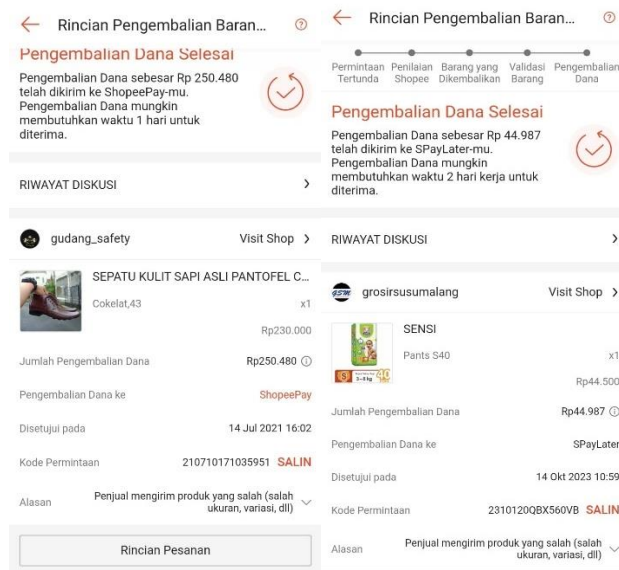 Rincian Pengembalian Baran...
Pengembalian Dana Selesai
Pengembalian Dana sebesar Rp 250.480
telah dikirim ke ShopeePay-mu.
Pengembalian Dana mungkin
membutuhkan waktu 1 hari untuk
diterima.
RIWAYAT DISKUSI
gudang_safety
Visit Shop
SEPATU KULIT SAPI ASLI PANTOFEL C...
Cokelat,43
x1
Rp230.000
Jumlah Pengembalian Dana
Rp250.480
Pengembalian Dana ke
ShopeePay
Disetujui pada
14 Jul 2021 16:02
Kode Permintaan
210710171035951 SALIN
Alasan
Penjual mengirim produk yang salah (salah
ukuran, variasi, dll)
Rincian Pesanan
Rincian Pengembalian Baran...
Permintaan Tertunda
Penilaian Shopee
Barang yang Dikembalikan
Validasi Barang
Pengembalian Dana
Pengembalian Dana Selesai
Pengembalian Dana sebesar Rp 44.987
telah dikirim ke SPayLater-mu.
Pengembalian Dana mungkin
membutuhkan waktu 2 hari kerja untuk
diterima.
RIWAYAT DISKUSI
GSM
grosirsusumalang
Visit Shop
SENSI
Pants S40
x1
Rp44.500
Jumlah Pengembalian Dana
Rp44.987
Pengembalian Dana ke
SPayLater
Disetujui pada
14 Okt 2023 10:59
Kode Permintaan
2310120QBX560VB SALIN
Alasan
Penjual mengirim produk yang salah (salah
ukuran, variasi, dll)